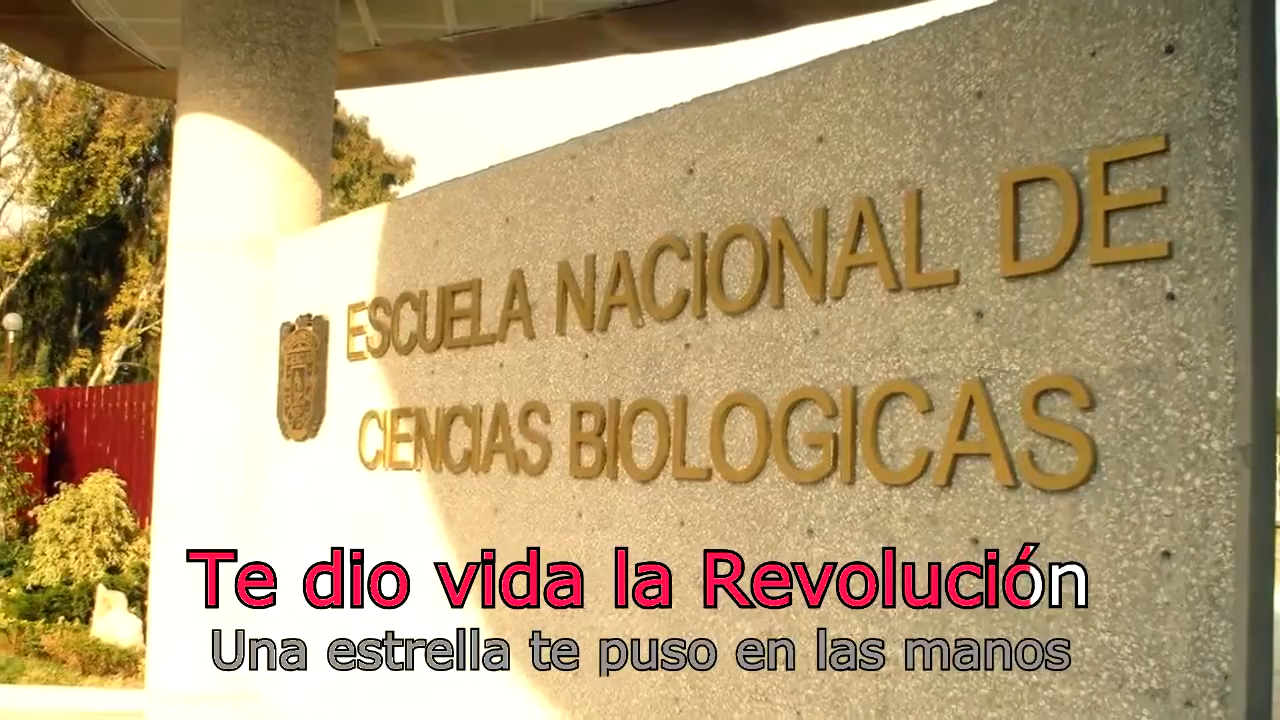 ESCUELA NACIONAL DE
CIENCIAS BIOLOGICAS
Te dio vida la Revolución
Una estrella te puso en las manos